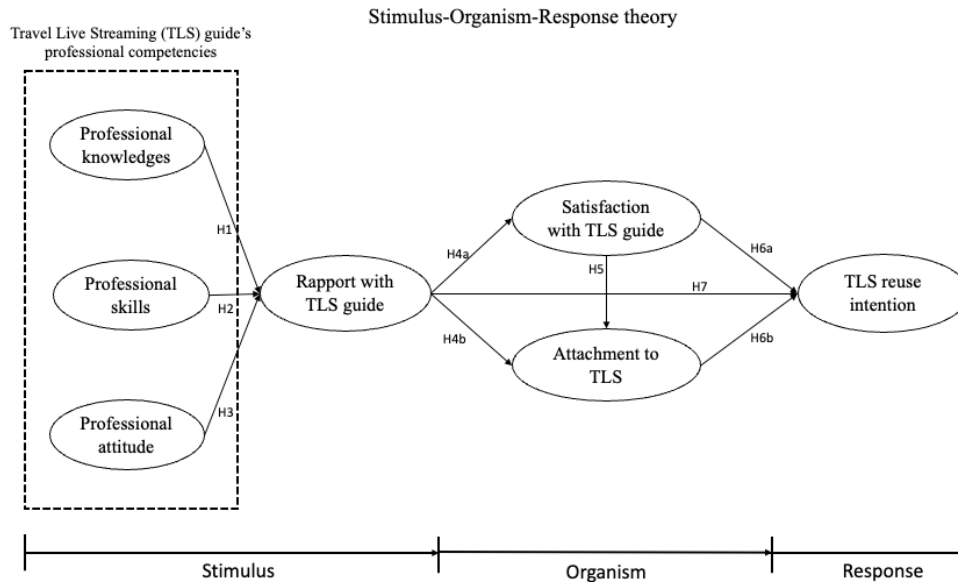 Stimulus-Organism-Response theory
Travel Live Streaming (TLS) guide's
professional competencies
Professional
knowledges
H1
Professional
skills
H2
Professional
attitude
H3
Rapport with
TLS guide
H4a
H4b
Satisfaction
with TLS guide
H5
Attachment to
TLS
H6a
H7
H6b
TLS reuse
intention
Stimulus
Organism
Response